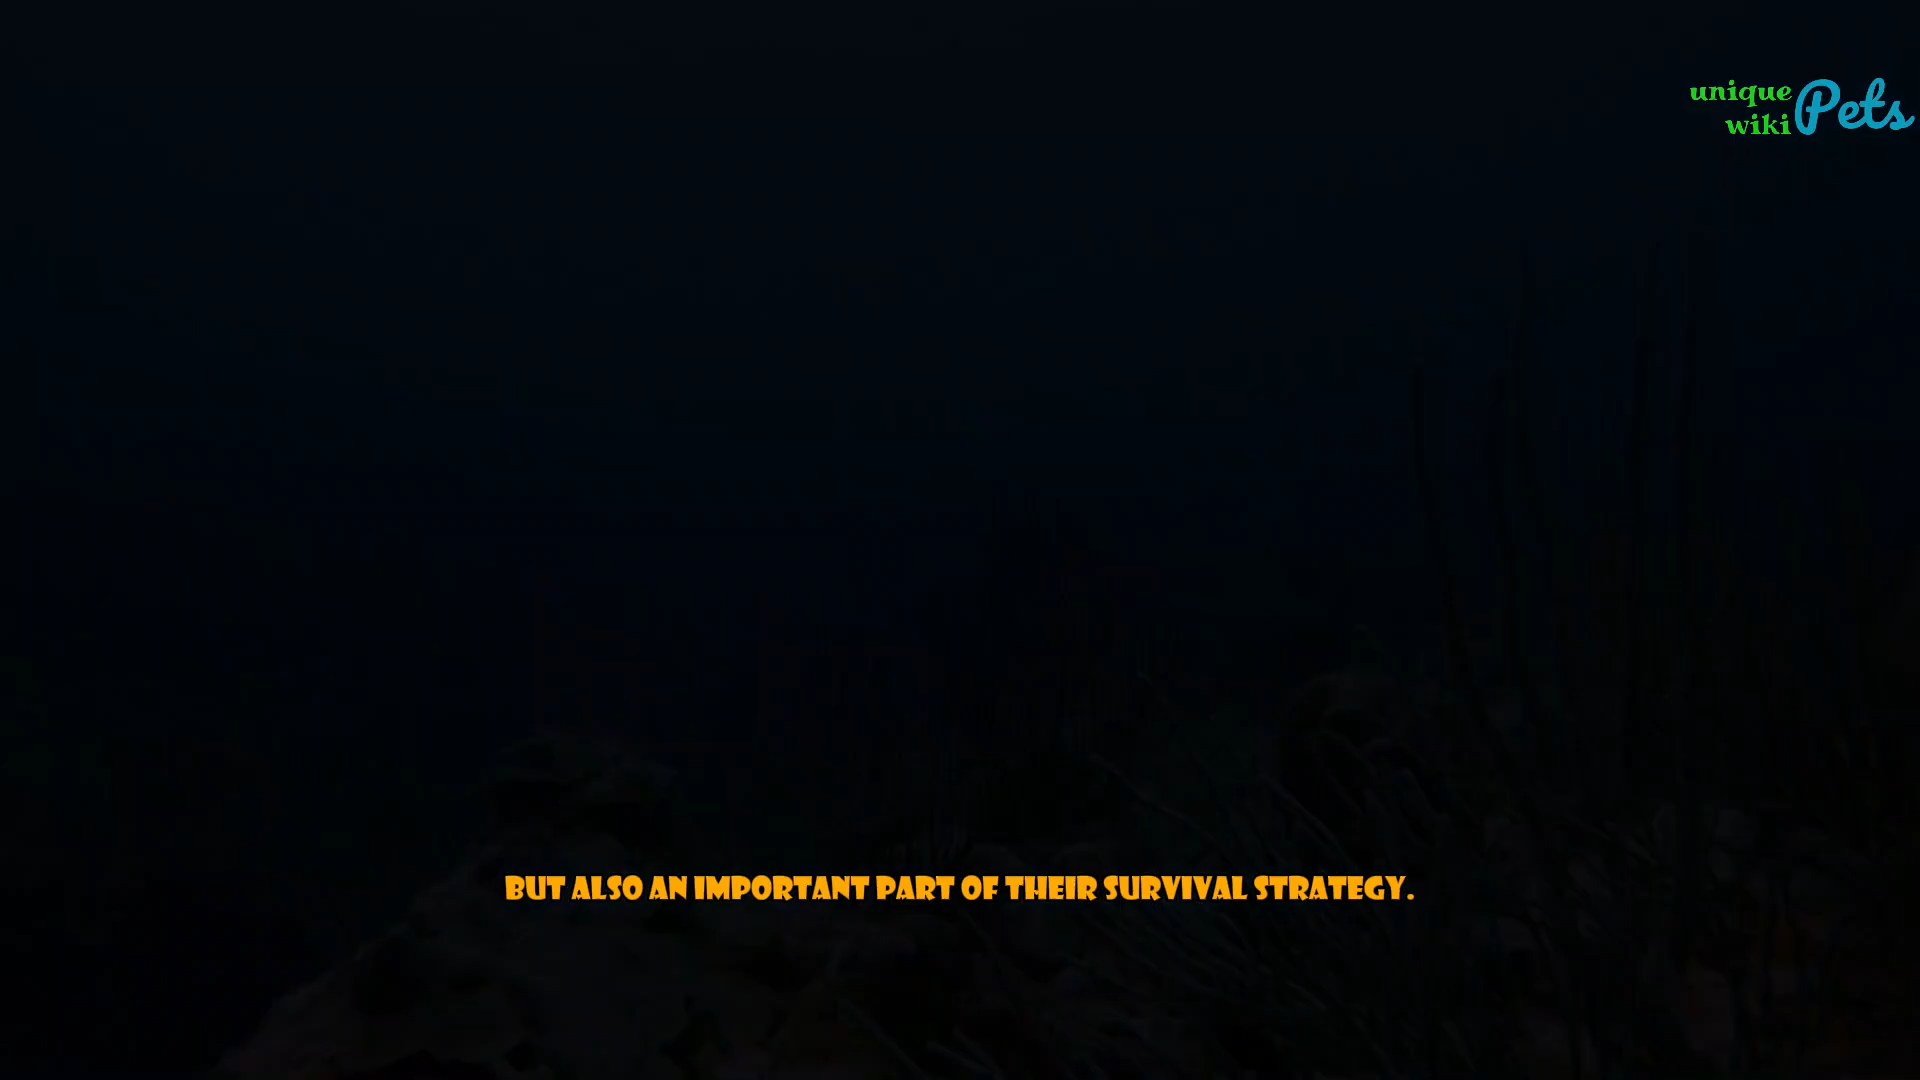 unique
wiki Pets
BUT ALSO AN IMPORTANT PART OF THEIR SURVIVAL STRATEGY.